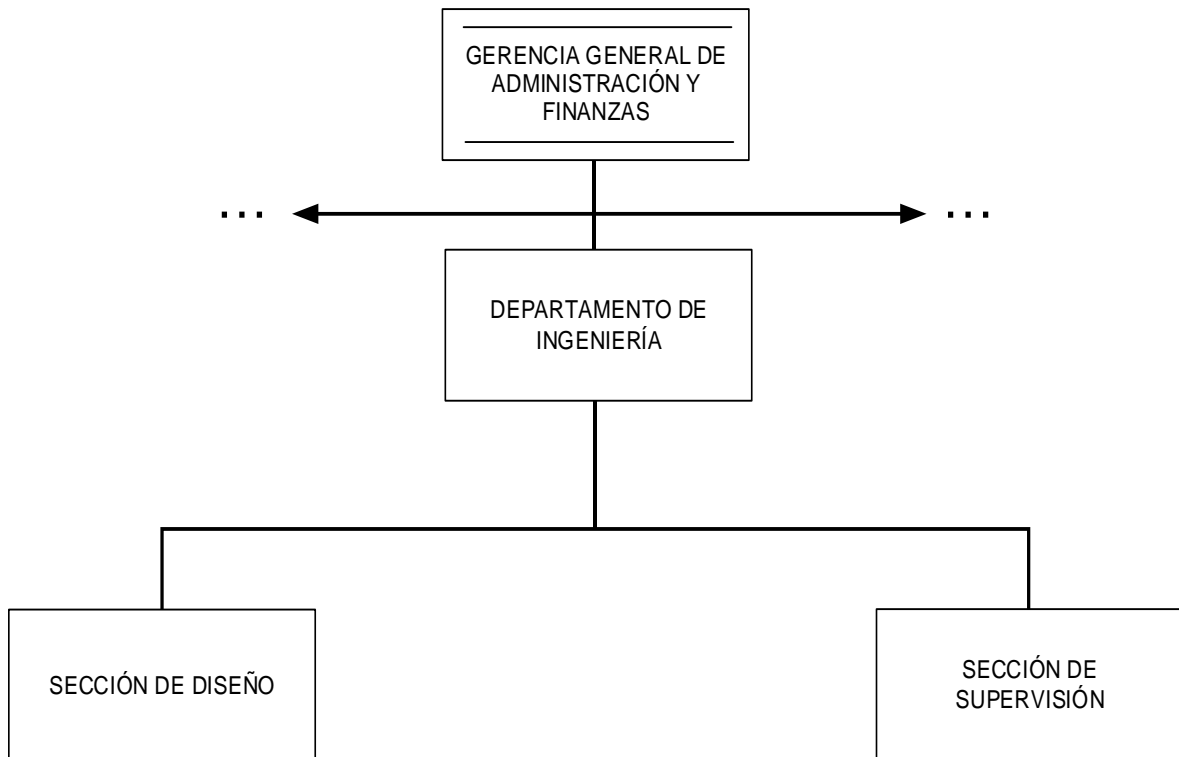 GERENCIA GENERAL DE
ADMINISTRACIÓN Y
FINANZAS
... ...
DEPARTAMENTO DE
INGENIERÍA
SECCIÓN DE DISEÑO
SECCIÓN DE
SUPERVISIÓN